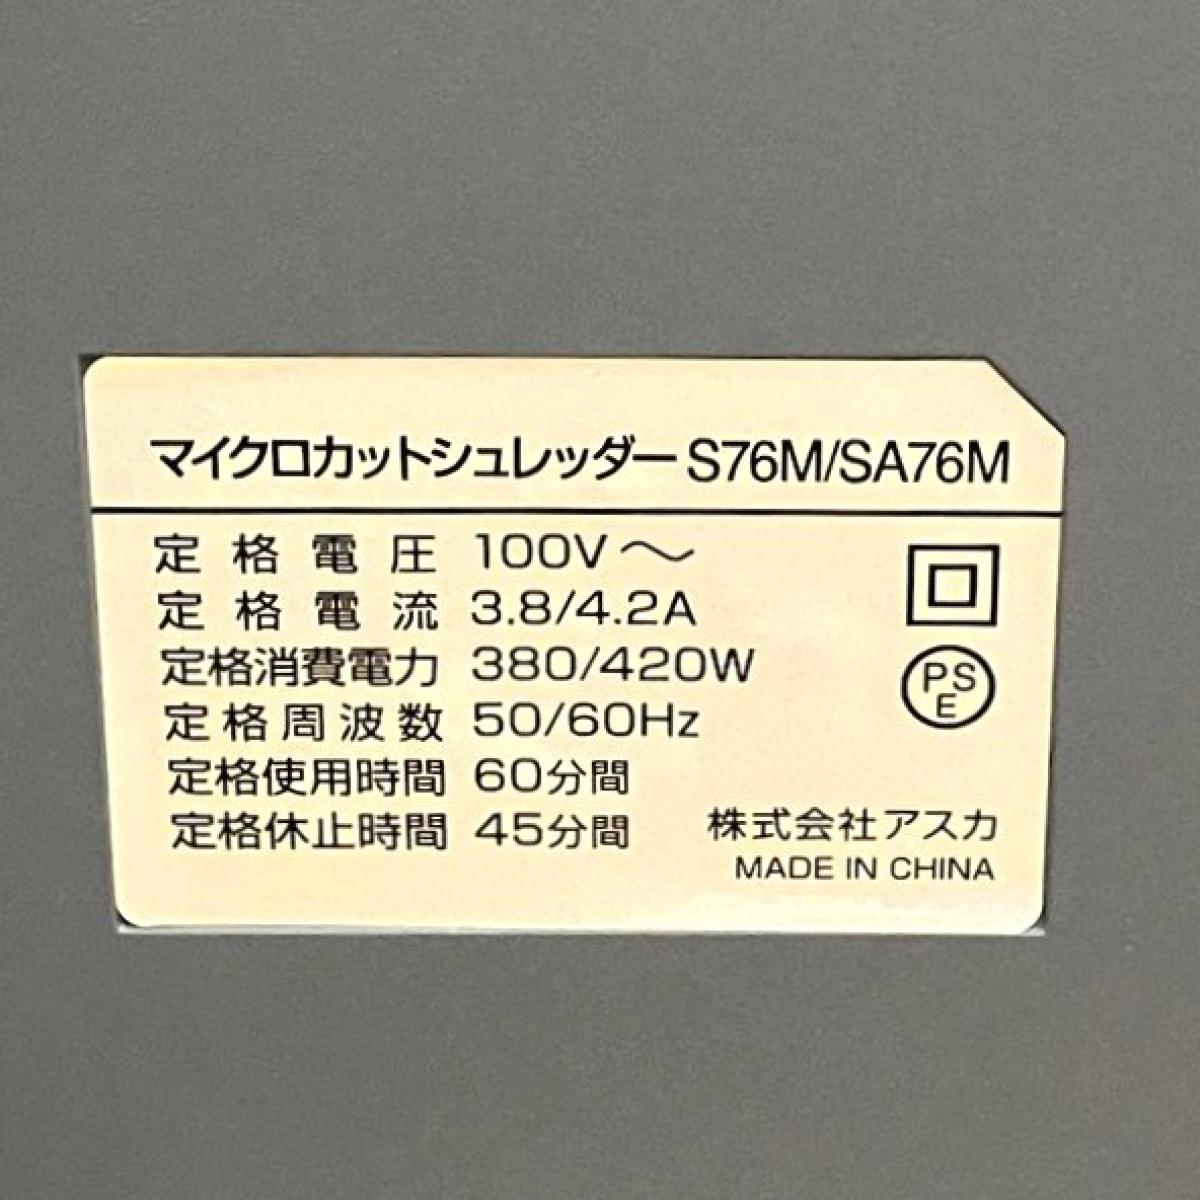 マイクロカットシュレッダー S76M/SA76M
定格電圧 100V～
定格電流 3.8/4.2A
定格消費電力 380/420W
定格周波数 50/60Hz
定格使用時間 60分間
定格休止時間 45分間
PSE
株式会社アスカ
MADE IN CHINA